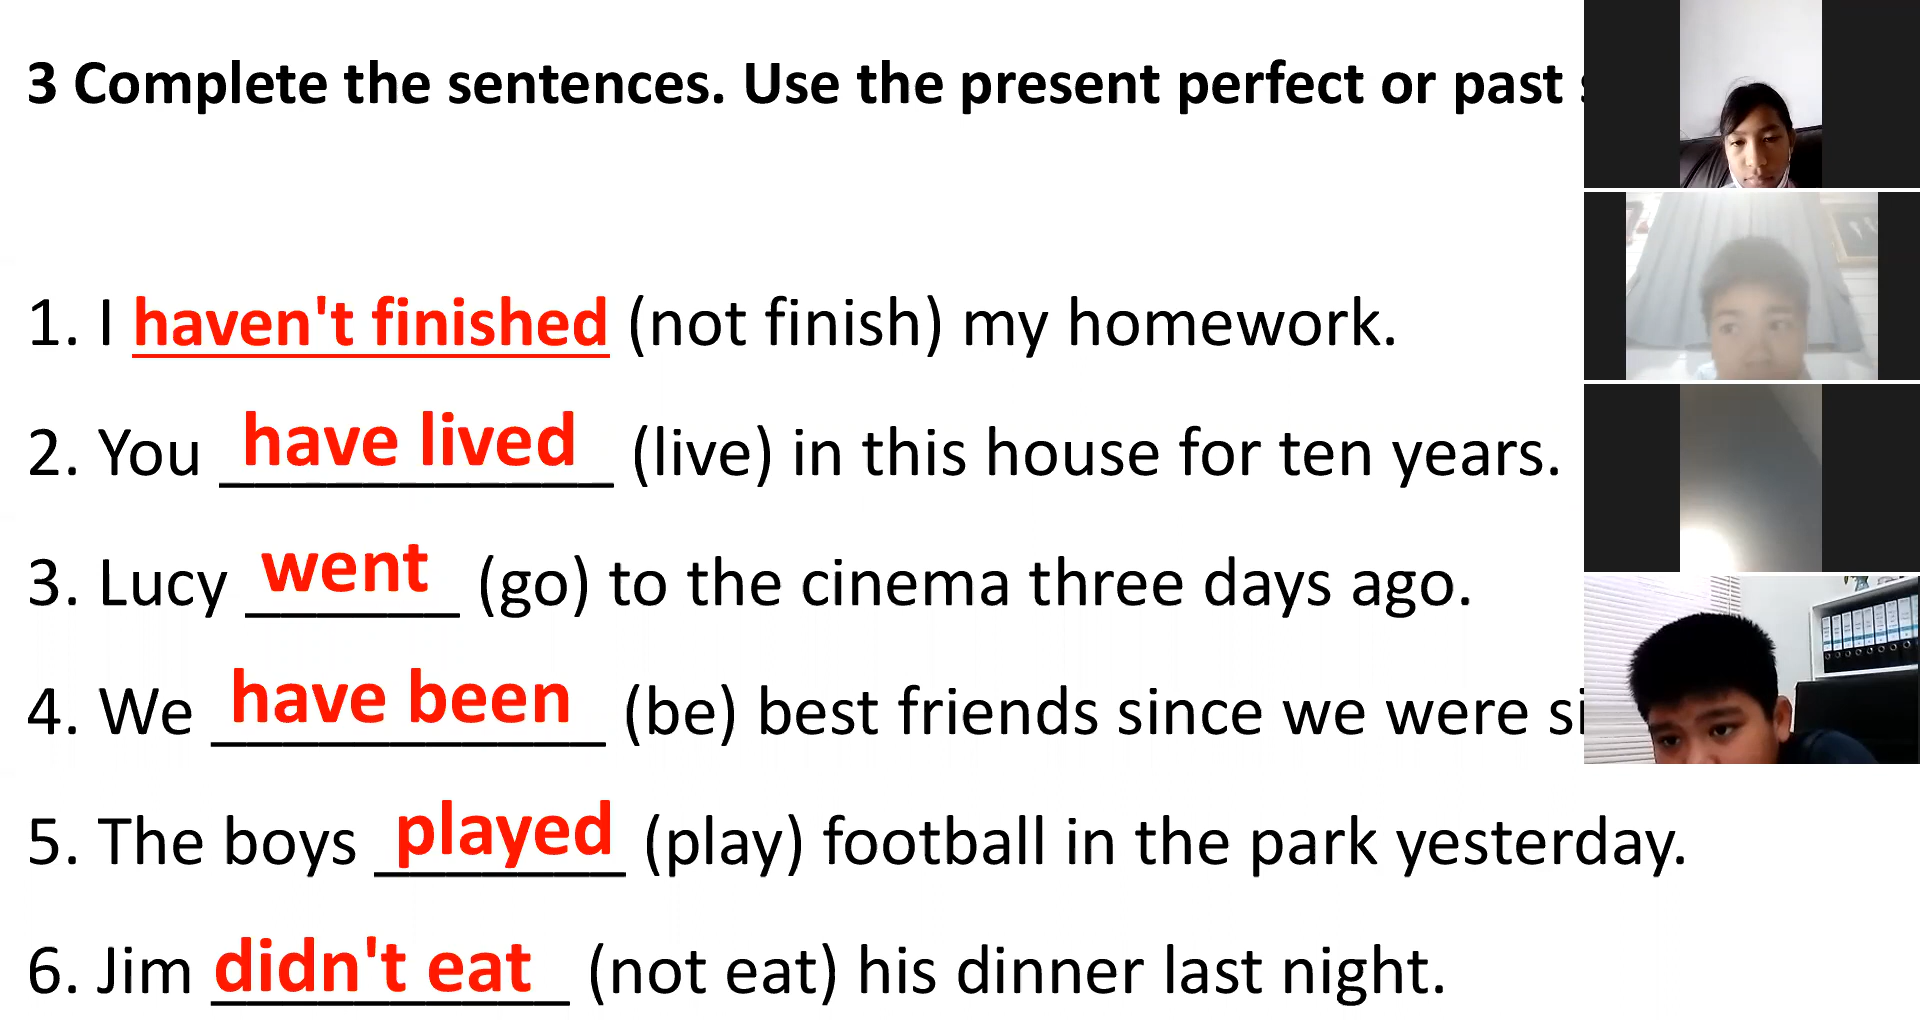 3 Complete the sentences. Use the present perfect or past
1. I haven't finished (not finish) my homework.
2. You have lived (live) in this house for ten years.
3. Lucy went (go) to the cinema three days ago.
4. We have been (be) best friends since we were si
5. The boys played (play) football in the park yesterday.
6. Jim didn't eat (not eat) his dinner last night.